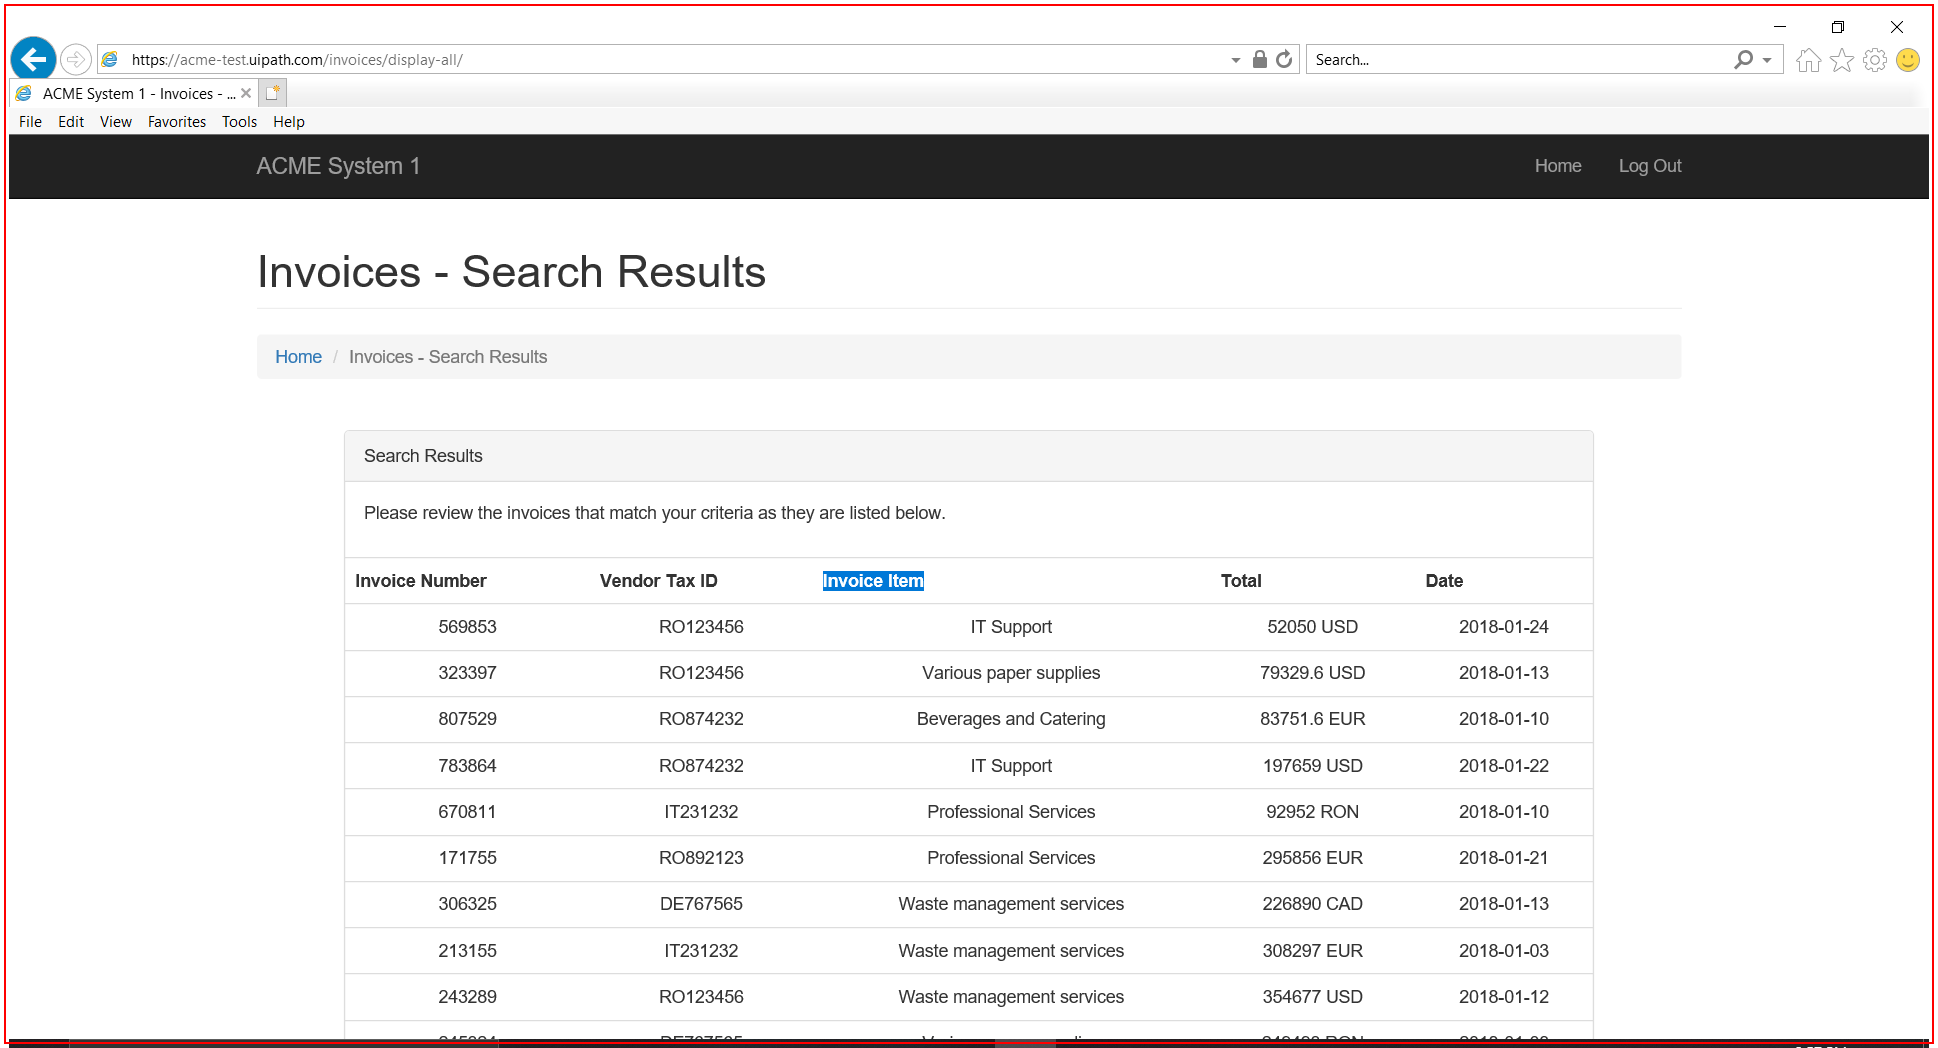 https://acme-test.uipath.com/invoices/display-all/ Search...
ACME System 1 - Invoices - ...
File Edit View Favorites Tools Help
ACME System 1 Home Log Out
Invoices - Search Results
Home / Invoices - Search Results
Search Results
Please review the invoices that match your criteria as they are listed below.
Invoice Number Vendor Tax ID Invoice Item Total Date
569853 RO123456 IT Support 52050 USD 2018-01-24
323397 RO123456 Various paper supplies 79329.6 USD 2018-01-13
807529 RO874232 Beverages and Catering 83751.6 EUR 2018-01-10
783864 RO874232 IT Support 197659 USD 2018-01-22
670811 IT231232 Professional Services 92952 RON 2018-01-10
171755 RO892123 Professional Services 295856 EUR 2018-01-21
306325 DE767565 Waste management services 226890 CAD 2018-01-13
213155 IT231232 Waste management services 308297 EUR 2018-01-03
243289 RO123456 Waste management services 354677 USD 2018-01-12